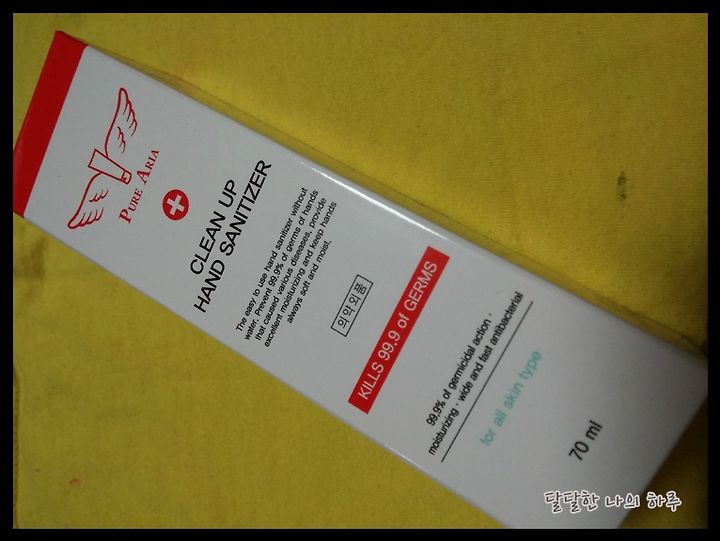 PURE ARIA
CLEAN UP
HAND SANITIZER
The easy to use hand sanitizer without
water. Prevent 99.9% of germs of hands
that caused various diseases, provide
excellent moisturizing and keep hands
always soft and moist.
의약외품
KILLS 99.9 of GERMS
99.9% of germicidal action ·
moisturizing · wide and fast antibacterial
for all skin type
70 ml
달달한 나의 하루